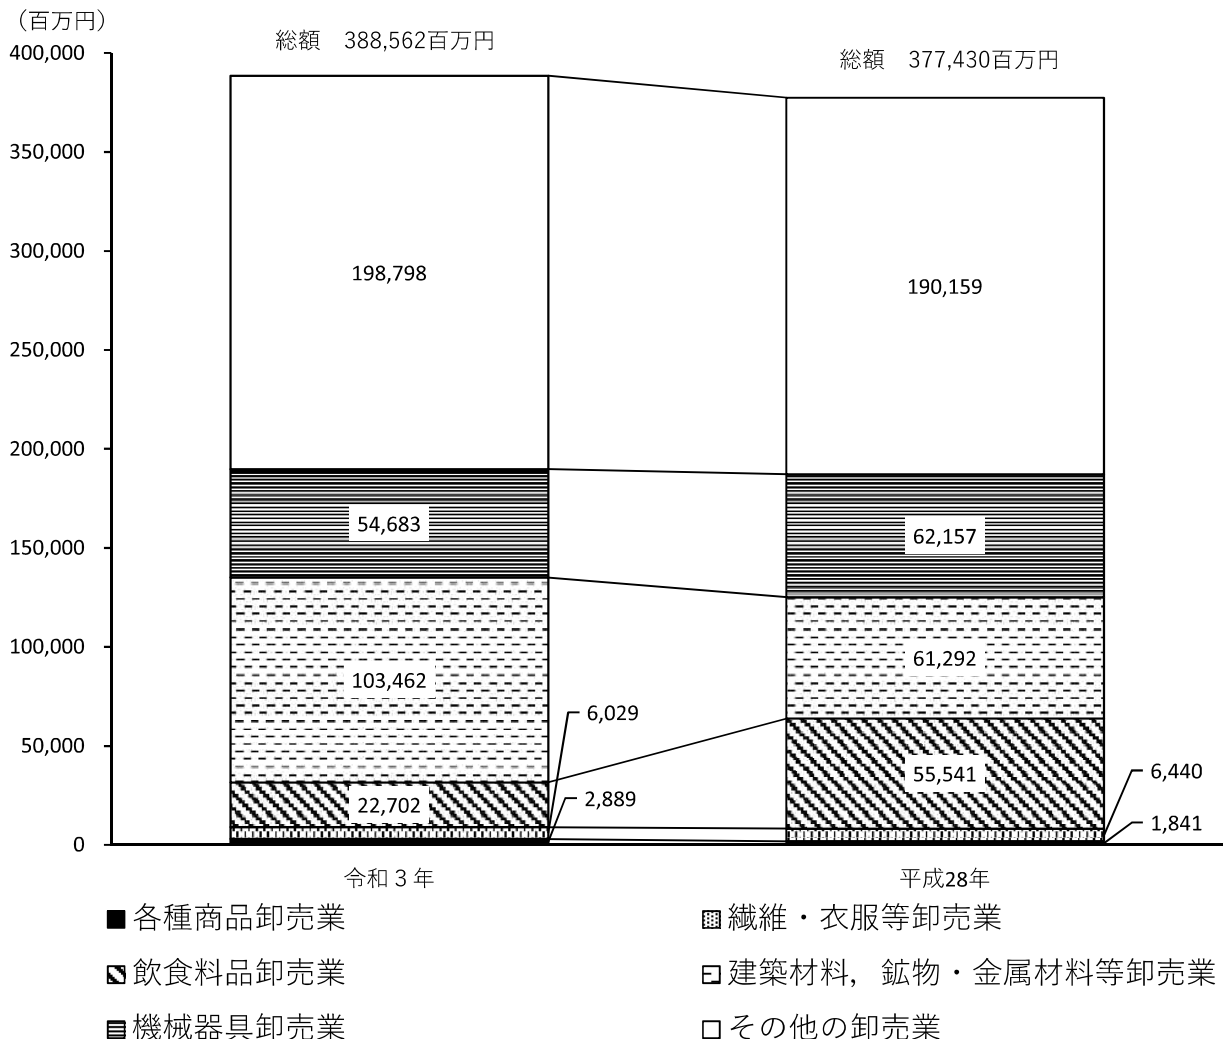 （百万円）
総額　388,562百万円
総額　377,430百万円
400,000
350,000
300,000
250,000
200,000
150,000
100,000
50,000
0
198,798
190,159
54,683
62,157
103,462
61,292
6,029
22,702
2,889
55,541
6,440
1,841
令和３年
平成28年
各種商品卸売業
繊維・衣服等卸売業
飲食料品卸売業
建築材料，鉱物・金属材料等卸売業
機械器具卸売業
その他の卸売業